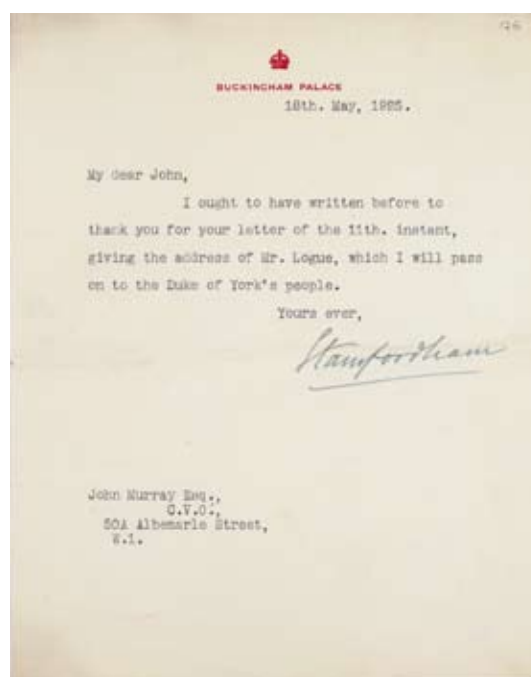 176
BUCKINGHAM PALACE
18th. May, 1925.
My dear John,
I ought to have written before to
thank you for your letter of the 11th. instant,
giving the address of Mr. Logue, which I will pass
on to the Duke of York's people.
Yours ever,
Stamfordham
John Murray Esq.,
C.V.O.,
50A Albemarle Street,
W.1.